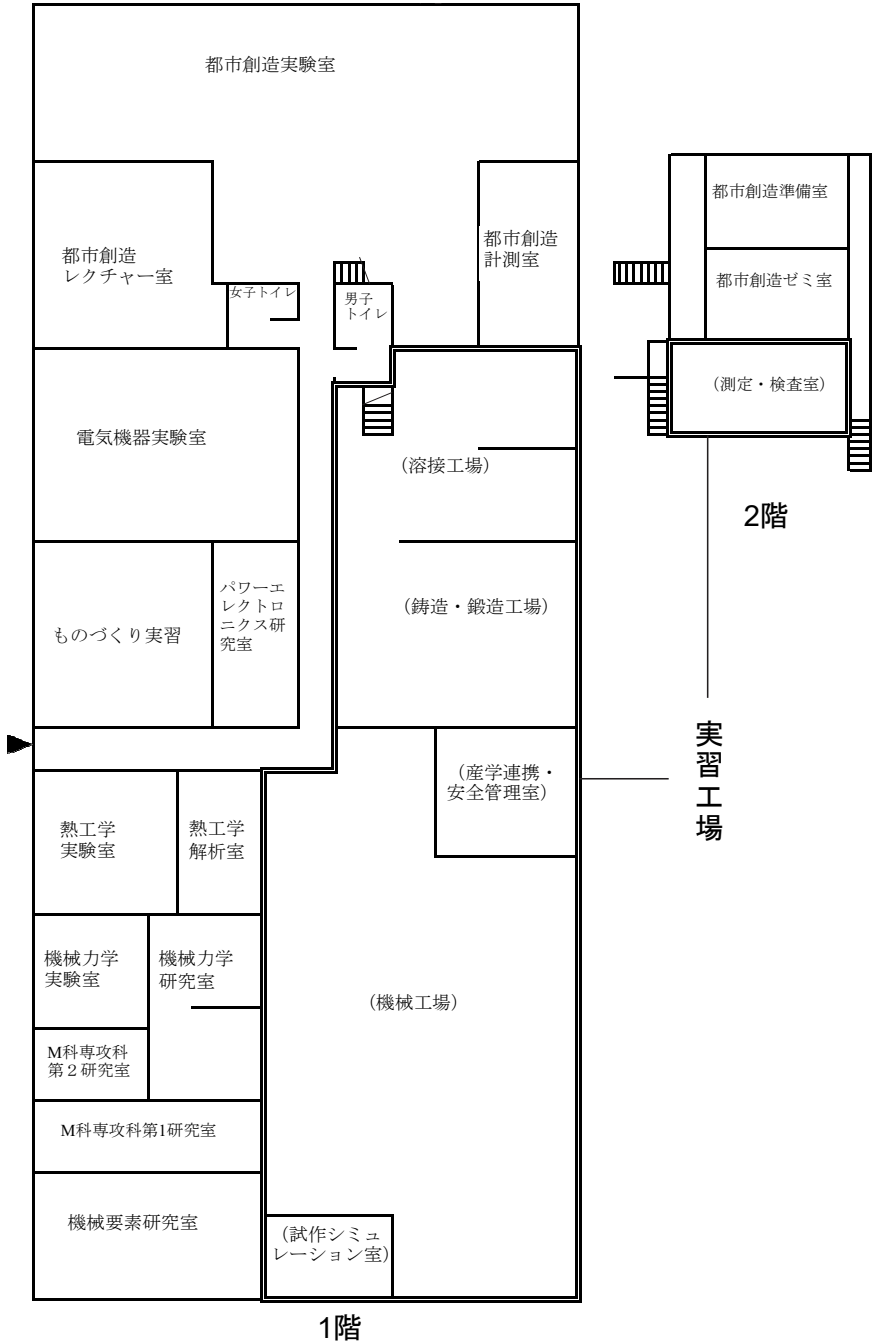 都市創造実験室
都市創造
レクチャー室
都市創造
計測室
女子トイレ
男子
トイレ
電気機器実験室
(溶接工場)
ものづくり実習
パワーエ
レクトロ
ニクス研
究室
(鋳造・鍛造工場)
(産学連携・
安全管理室)
熱工学
実験室
熱工学
解析室
機械力学
実験室
機械力学
研究室
(機械工場)
M科専攻科
第2研究室
M科専攻科第1研究室
機械要素研究室
(試作シミュ
レーション室)
1階
都市創造準備室
都市創造ゼミ室
(測定・検査室)
2階
実習工場